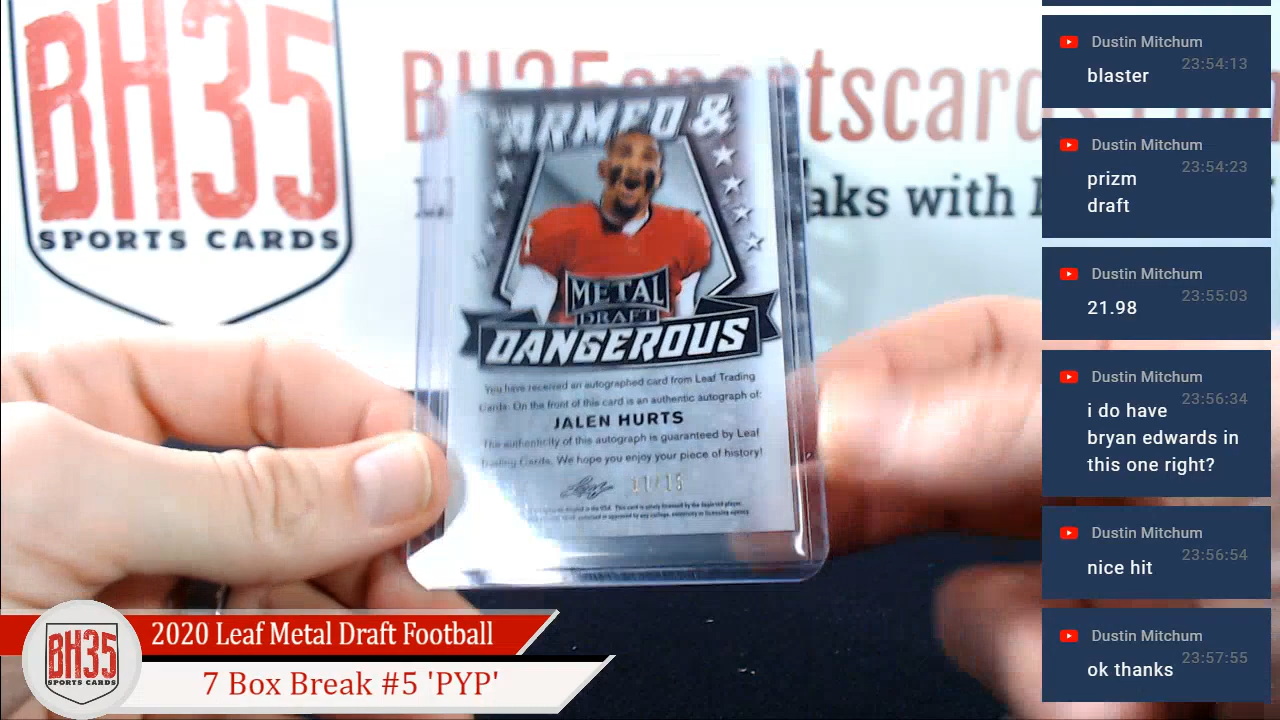 BH35
SPORTS CARDS
BH35sportscards
aks with
ARMED &
METAL
DRAFT
DANGEROUS
You have received an autographed card from Leaf Trading
Cards. On the front of this card is an authentic autograph of:
JALEN HURTS
The authenticity of this autograph is guaranteed by Leaf
Trading Cards. We hope you enjoy your piece of history!
Leaf
11/15
Dustin Mitchum
23:54:13
blaster
Dustin Mitchum
23:54:23
prizm
draft
Dustin Mitchum
23:55:03
21.98
Dustin Mitchum
23:56:34
i do have
bryan edwards in
this one right?
Dustin Mitchum
23:56:54
nice hit
Dustin Mitchum
23:57:55
ok thanks
BH35
SPORTS CARDS
2020 Leaf Metal Draft Football
7 Box Break #5 'PYP'